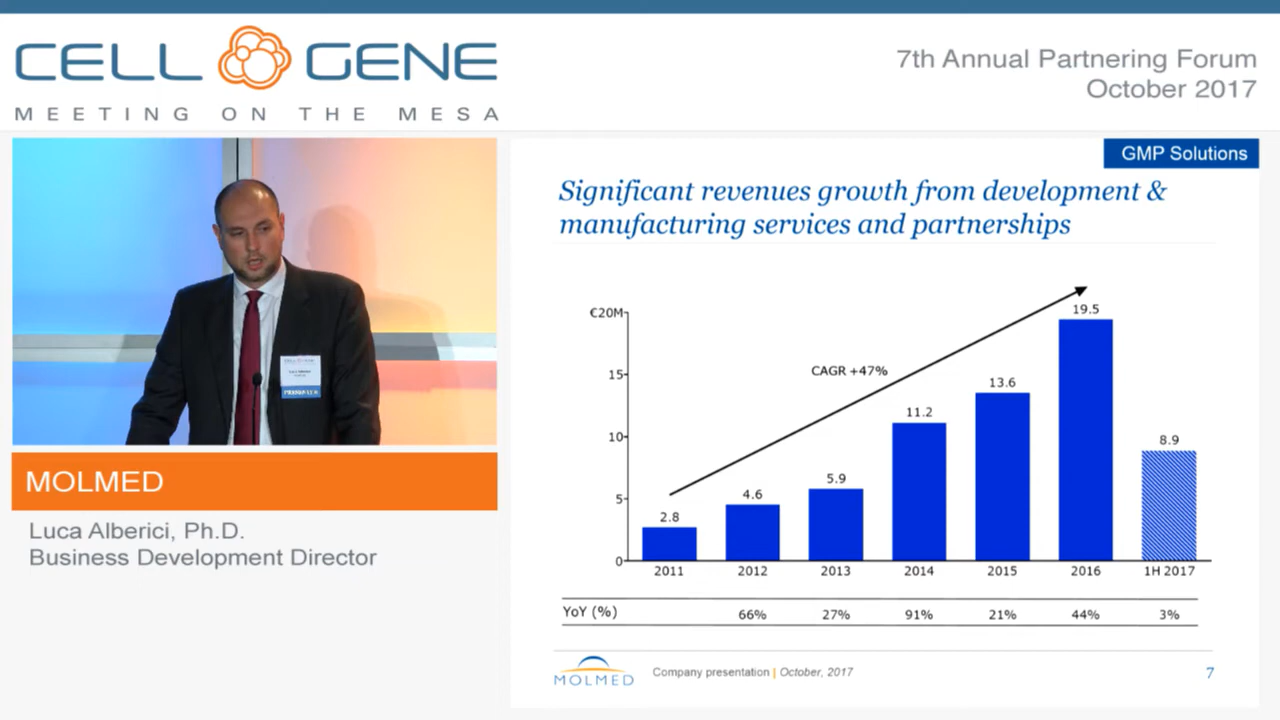 CELL GENE
MEETING ON THE MESA
7th Annual Partnering Forum
October 2017
MOLMED
Luca Alberici, Ph.D.
Business Development Director
GMP Solutions
Significant revenues growth from development &
manufacturing services and partnerships
€20M
15
10
5
0
CAGR +47%
2.8
4.6
5.9
11.2
13.6
19.5
8.9
2011 2012 2013 2014 2015 2016 1H 2017
YoY (%) 66% 27% 91% 21% 44% 3%
MOLMED
Company presentation | October, 2017
7